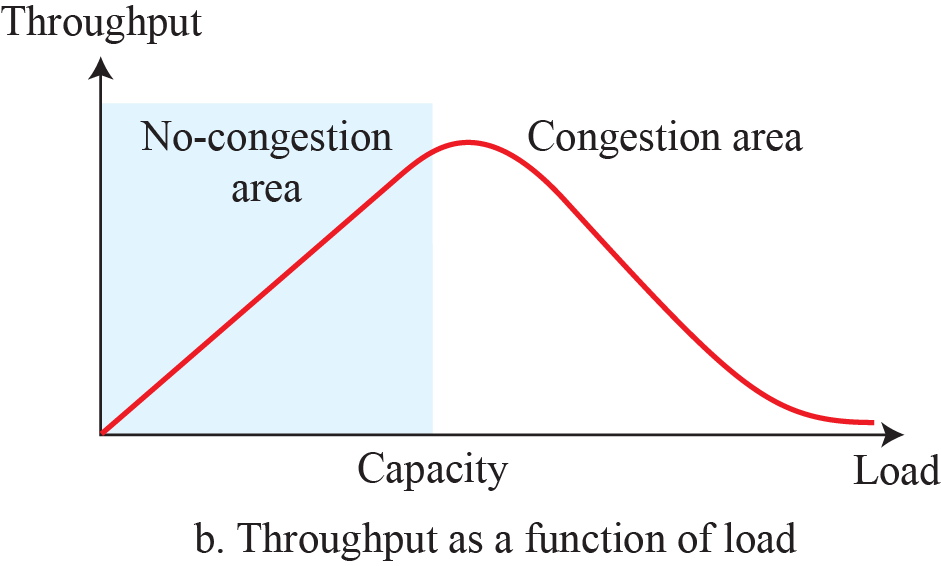 Throughput
No-congestion
area
Congestion area
Capacity
Load
b. Throughput as a function of load